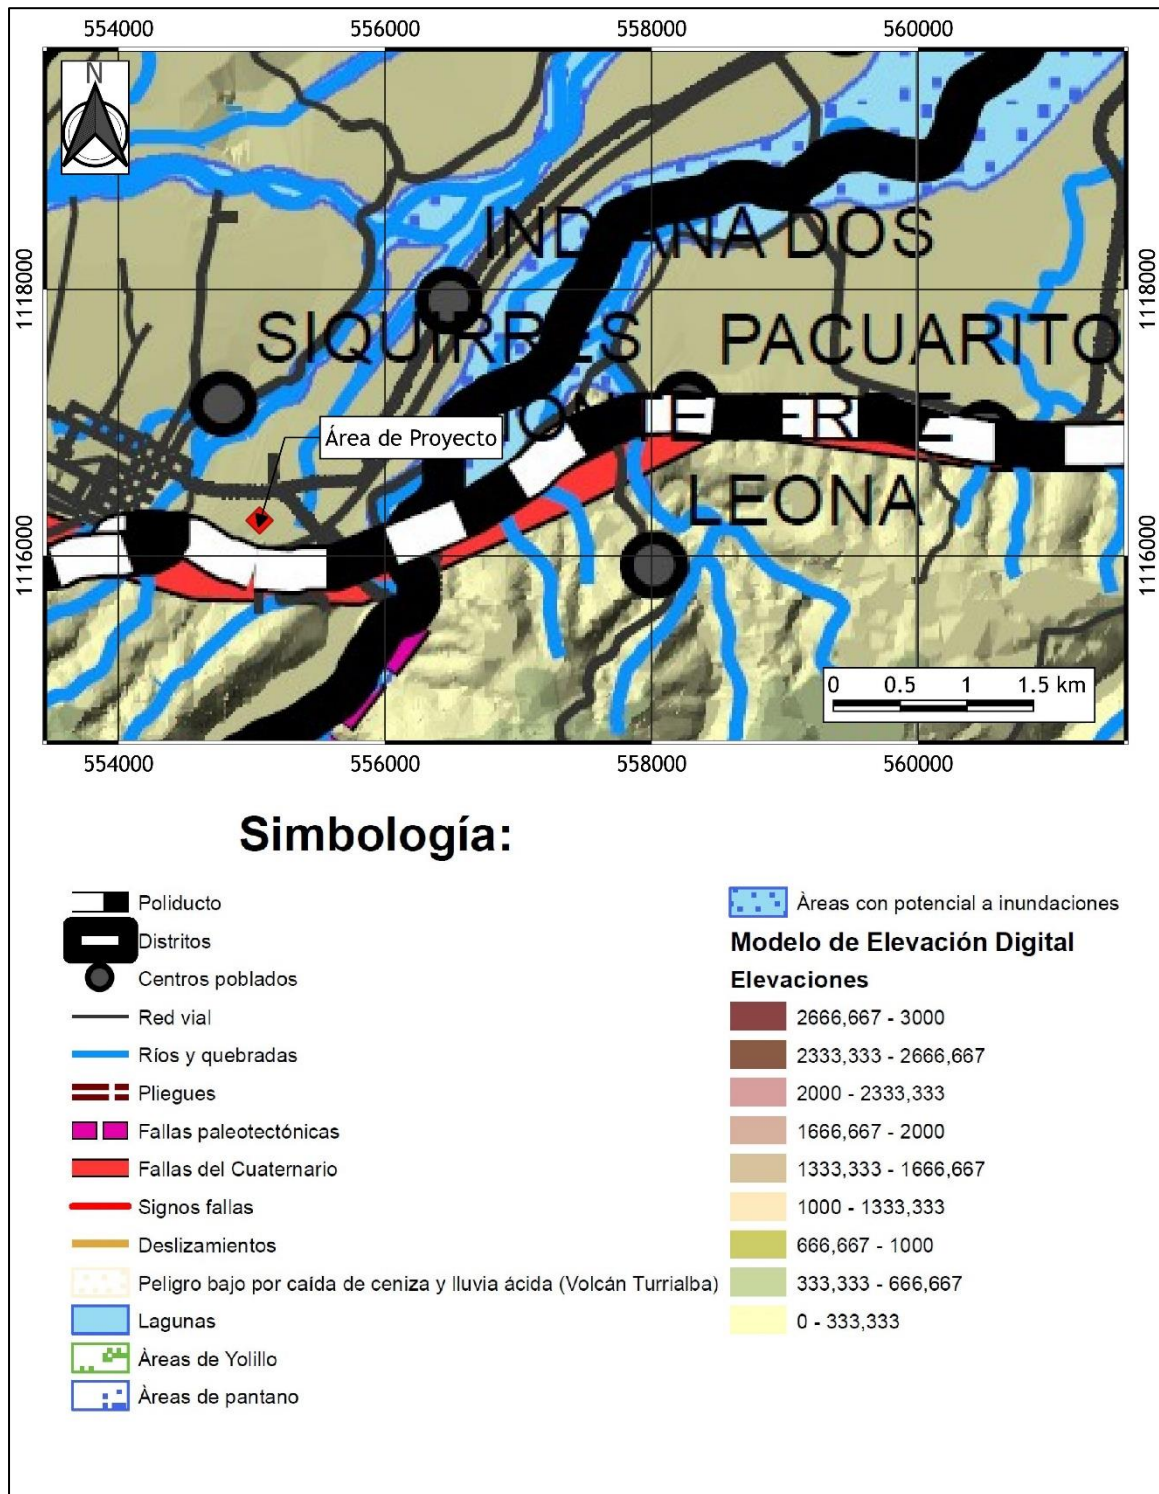 554000 556000 558000 560000
N
INDIANA DOS
1118000 1118000
SIQUIRRES PACUARITO
Área de Proyecto
LEONA
1116000 1116000
0 0.5 1 1.5 km
554000 556000 558000 560000
Simbología:
Poliducto
Distritos
Centros poblados
Red vial
Ríos y quebradas
Pliegues
Fallas paleotectónicas
Fallas del Cuaternario
Signos fallas
Deslizamientos
Peligro bajo por caída de ceniza y lluvia ácida (Volcán Turrialba)
Lagunas
Àreas de Yolillo
Àreas de pantano
Àreas con potencial a inundaciones
Modelo de Elevación Digital
Elevaciones
2666,667 - 3000
2333,333 - 2666,667
2000 - 2333,333
1666,667 - 2000
1333,333 - 1666,667
1000 - 1333,333
666,667 - 1000
333,333 - 666,667
0 - 333,333